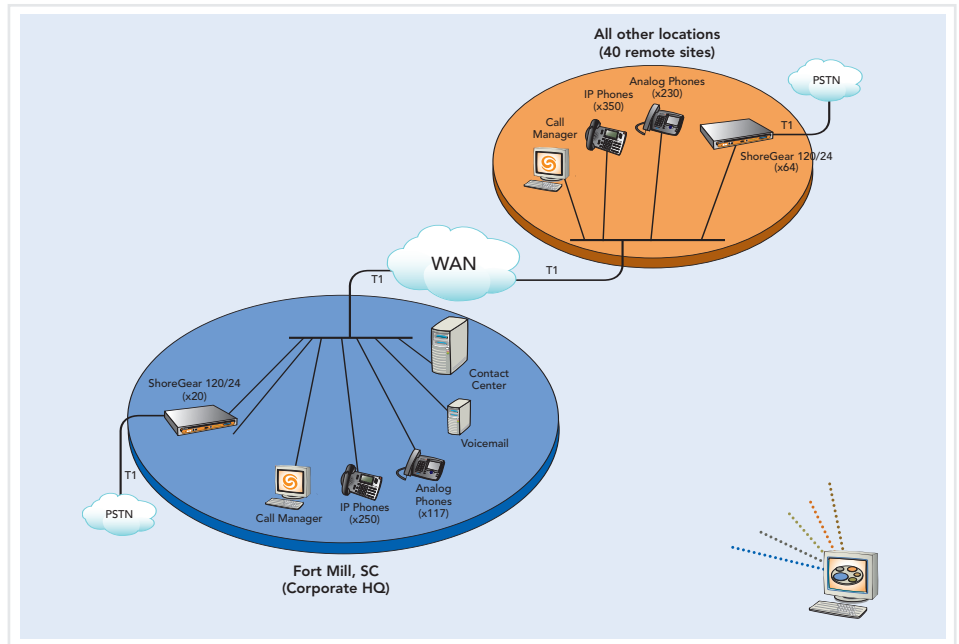 All other locations
(40 remote sites)
PSTN
Analog Phones
(x230)
IP Phones
(x350)
Call
Manager
T1
ShoreGear 120/24
(x64)
WAN
T1
T1
Contact
Center
ShoreGear 120/24
(x20)
Voicemail
T1
PSTN
Call Manager
IP Phones
(x250)
Analog
Phones
(x117)
Fort Mill, SC
(Corporate HQ)